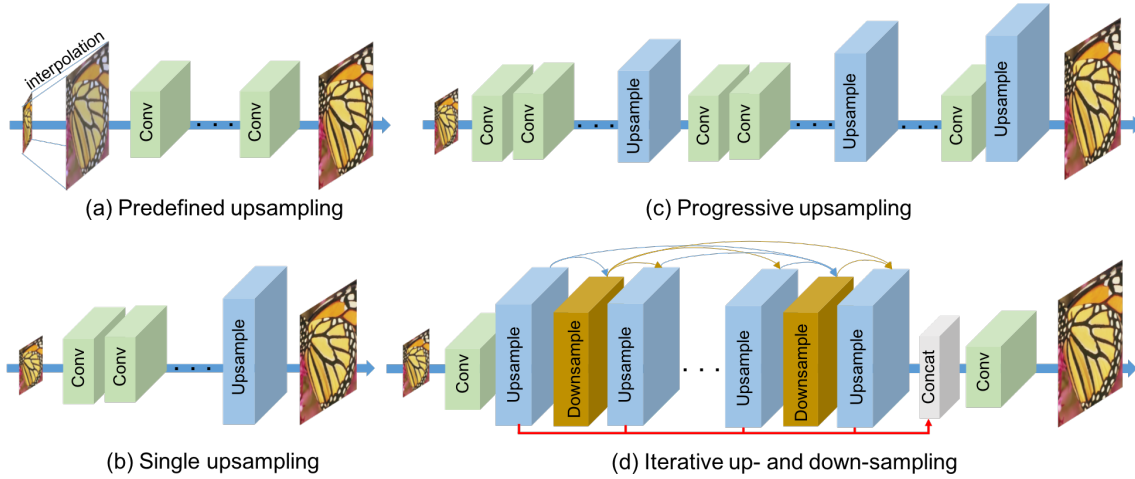 interpolation
Conv
Conv
(a) Predefined upsampling
Conv
Conv
Upsample
Conv
Conv
Upsample
Conv
Upsample
(c) Progressive upsampling
Conv
Conv
Upsample
(b) Single upsampling
Conv
Upsample
Downsample
Upsample
Upsample
Downsample
Upsample
Concat
Conv
(d) Iterative up- and down-sampling